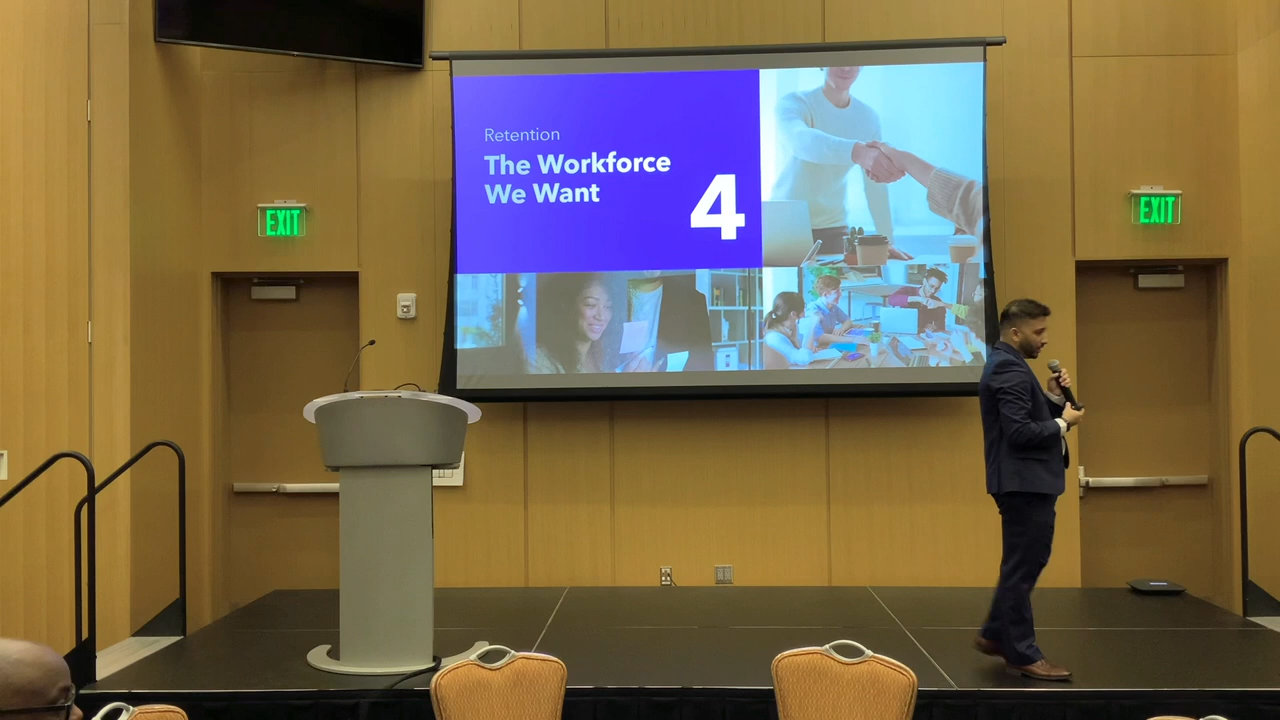 Retention
The Workforce
We Want
4
EXIT
EXIT